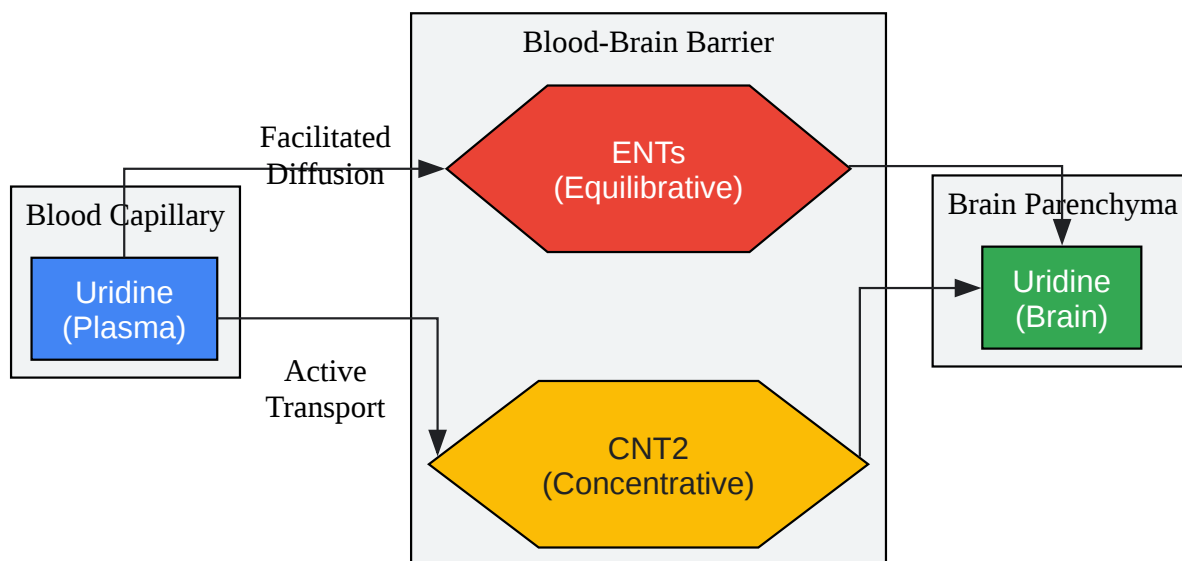 Blood-Brain Barrier
Facilitated
Diffusion
ENTs
(Equilibrative)
Blood Capillary
Uridine
(Plasma)
Brain Parenchyma
Uridine
(Brain)
Active
Transport
CNT2
(Concentrative)